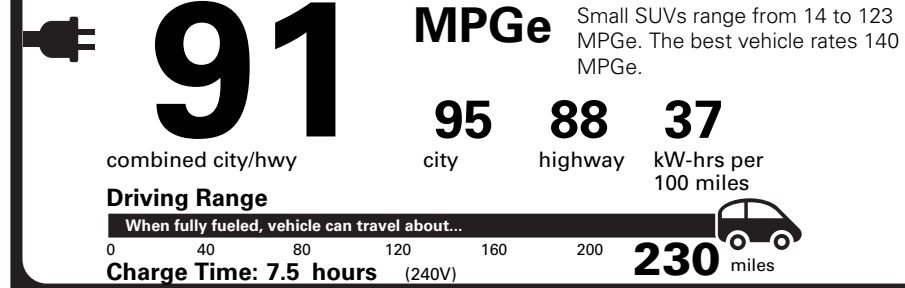 91 MPGe
Small SUVs range from 14 to 123
MPGe. The best vehicle rates 140
MPGe.
95 88 37
combined city/hwy city highway kW-hrs per
100 miles
Driving Range
When fully fueled, vehicle can travel about...
0 40 80 120 160 200 230 miles
Charge Time: 7.5 hours (240V)